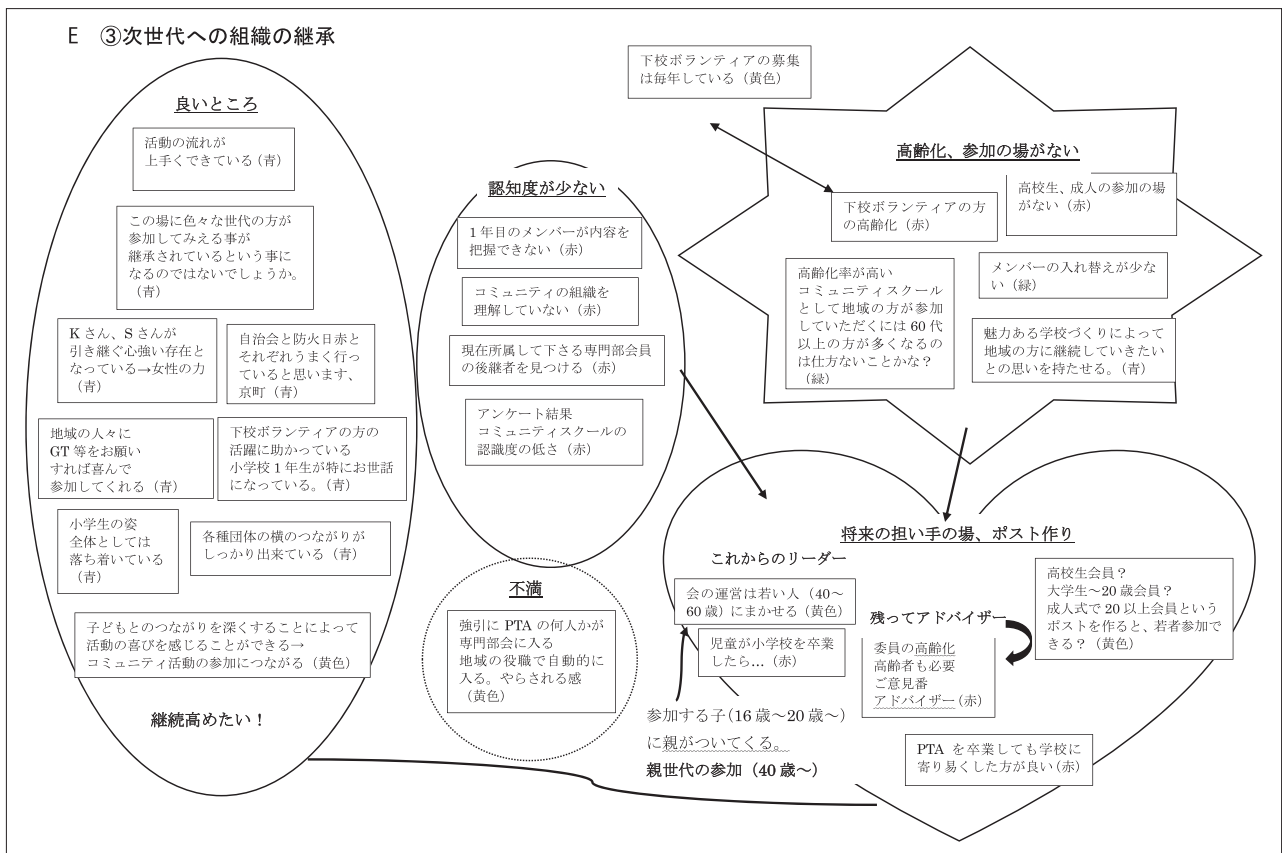 E ③次世代への組織の継承
良いところ
活動の流れが
上手くできている（青）
この場に色々な世代の方が
参加してみえる事が
継承されているという事に
なるのではないでしょうか。
（青）
K さん、S さんが
引き継ぐ心強い存在と
なっている→女性の力
（青）
自治会と防火日赤と
それぞれうまく行っ
ていると思います、
京町（青）
地域の人々に
GT 等をお願い
すれば喜んで
参加してくれる（青）
下校ボランティアの方の
活躍に助かっている
小学校 1 年生が特にお世話
になっている。（青）
小学生の姿
全体としては
落ち着いている
（青）
各種団体の横のつながりが
しっかり出来ている（青）
子どもとのつながりを深くすることによって
活動の喜びを感じることができる→
コミュニティ活動の参加につながる（黄色）
継続高めたい！
認知度が少ない
1 年目のメンバーが内容を
把握できない（赤）
コミュニティの組織を
理解していない（赤）
現在所属して下さる専門部会員
の後継者を見つける（赤）
アンケート結果
コミュニティスクールの
認識度の低さ（赤）
不満
強引に PTA の何人かが
専門部会に入る
地域の役職で自動的に
入る。やらされる感
（黄色）
下校ボランティアの募集
は毎年している（黄色）
高齢化、参加の場がない
下校ボランティアの方
の高齢化（赤）
高校生、成人の参加の場
がない（赤）
高齢化率が高い
コミュニティスクール
として地域の方が参加
していただくには 60 代
以上の方が多くなるの
は仕方ないことかな？
（緑）
メンバーの入れ替えが少な
い（緑）
魅力ある学校づくりによって
地域の方に継続していきたい
との思いを持たせる。（青）
将来の担い手の場、ポスト作り
これからのリーダー
会の運営は若い人（40～
60 歳）にまかせる（黄色）
児童が小学校を卒業
したら…（赤）
参加する子（16 歳～20 歳～）
に親がついてくる。
親世代の参加（40 歳～）
残ってアドバイザー
委員の高齢化
高齢者も必要
ご意見番
アドバイザー（赤）
高校生会員？
大学生～20 歳会員？
成人式で 20 以上会員という
ポストを作ると、若者参加で
きる？（黄色）
PTA を卒業しても学校に
寄り易くした方が良い（赤）